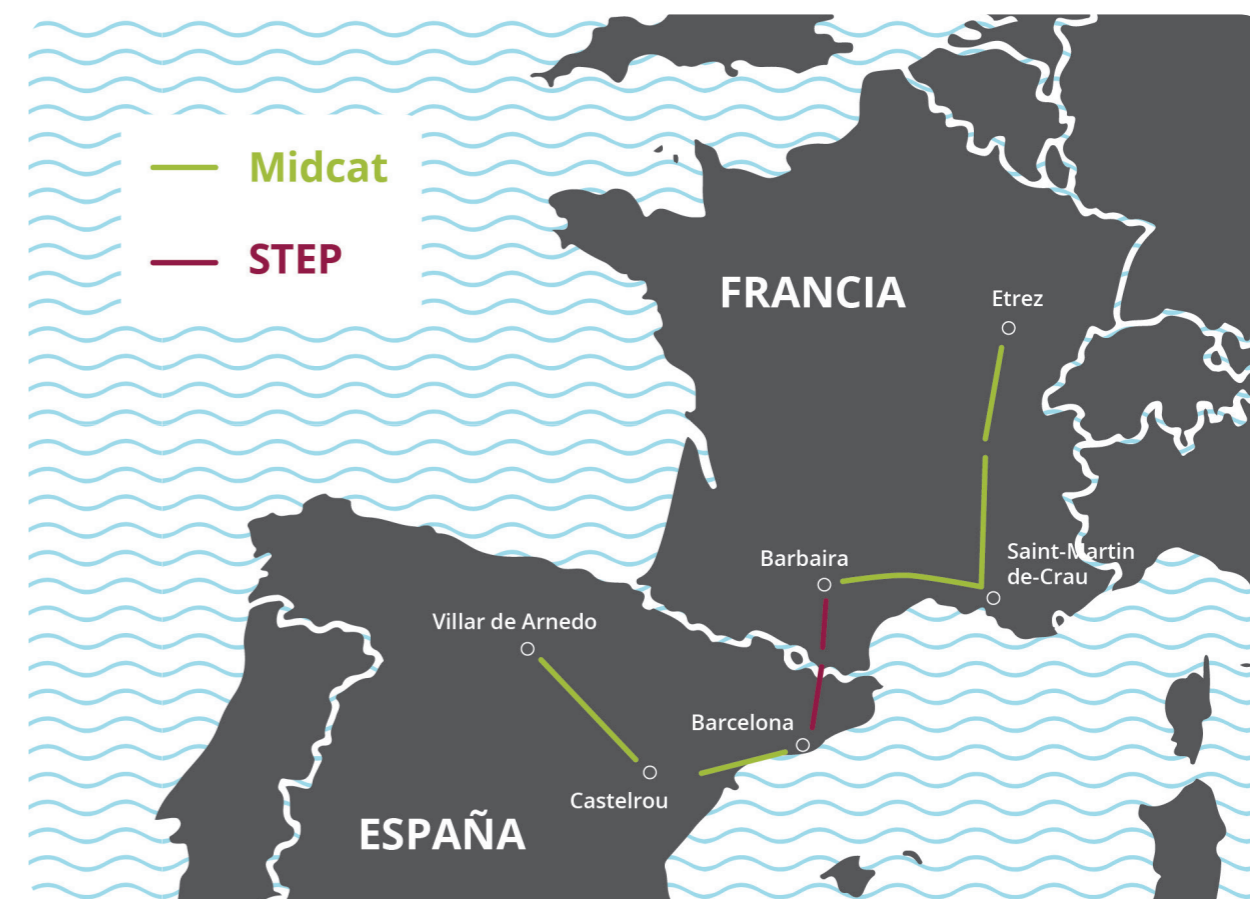 Midcat
STEP
FRANCIA
Etrez
Barbaira
Saint-Martin
de-Crau
Villar de Arnedo
Barcelona
Castelrou
ESPAÑA